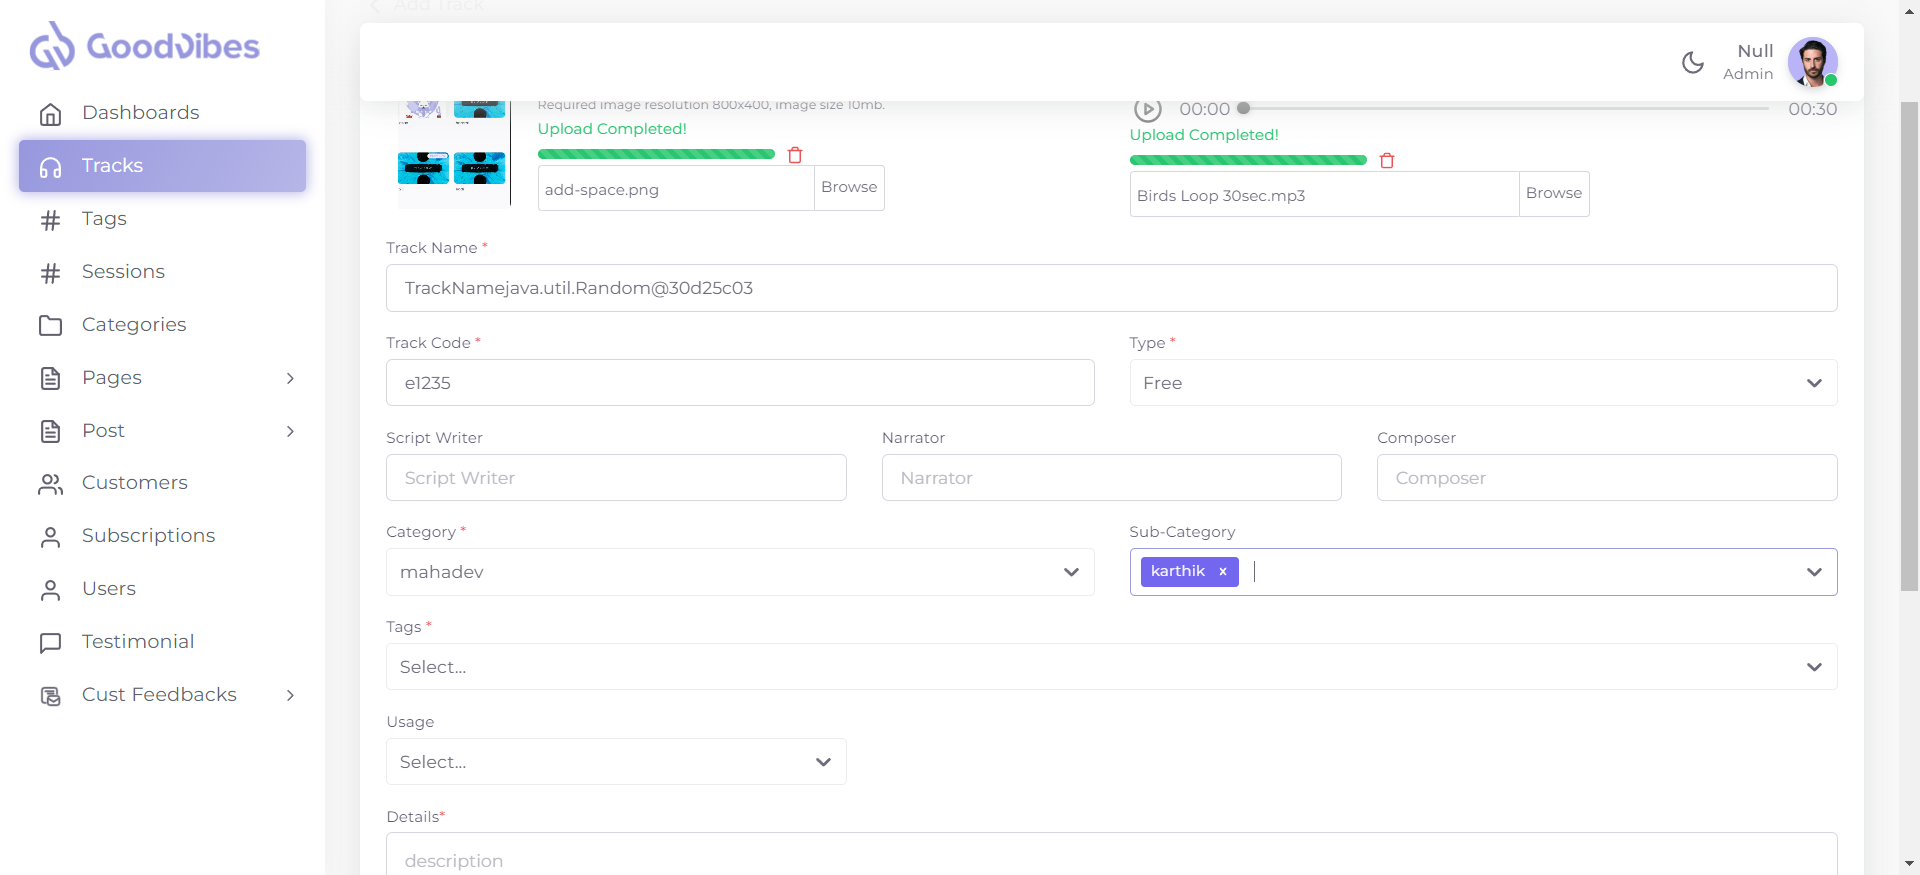 Add Track
GoodVibes
Null
Admin
Dashboards
Tracks
Tags
Sessions
Categories
Pages
Post
Customers
Subscriptions
Users
Testimonial
Cust Feedbacks
Required image resolution 800x400, image size 10mb.
Upload Completed!
add-space.png
Browse
00:00
00:30
Upload Completed!
Birds Loop 30sec.mp3
Browse
Track Name *
TrackNamejava.util.Random@30d25c03
Track Code *
e1235
Type *
Free
Script Writer
Script Writer
Narrator
Narrator
Composer
Composer
Category *
mahadev
Sub-Category
karthik x
Tags *
Select...
Usage
Select...
Details*
description